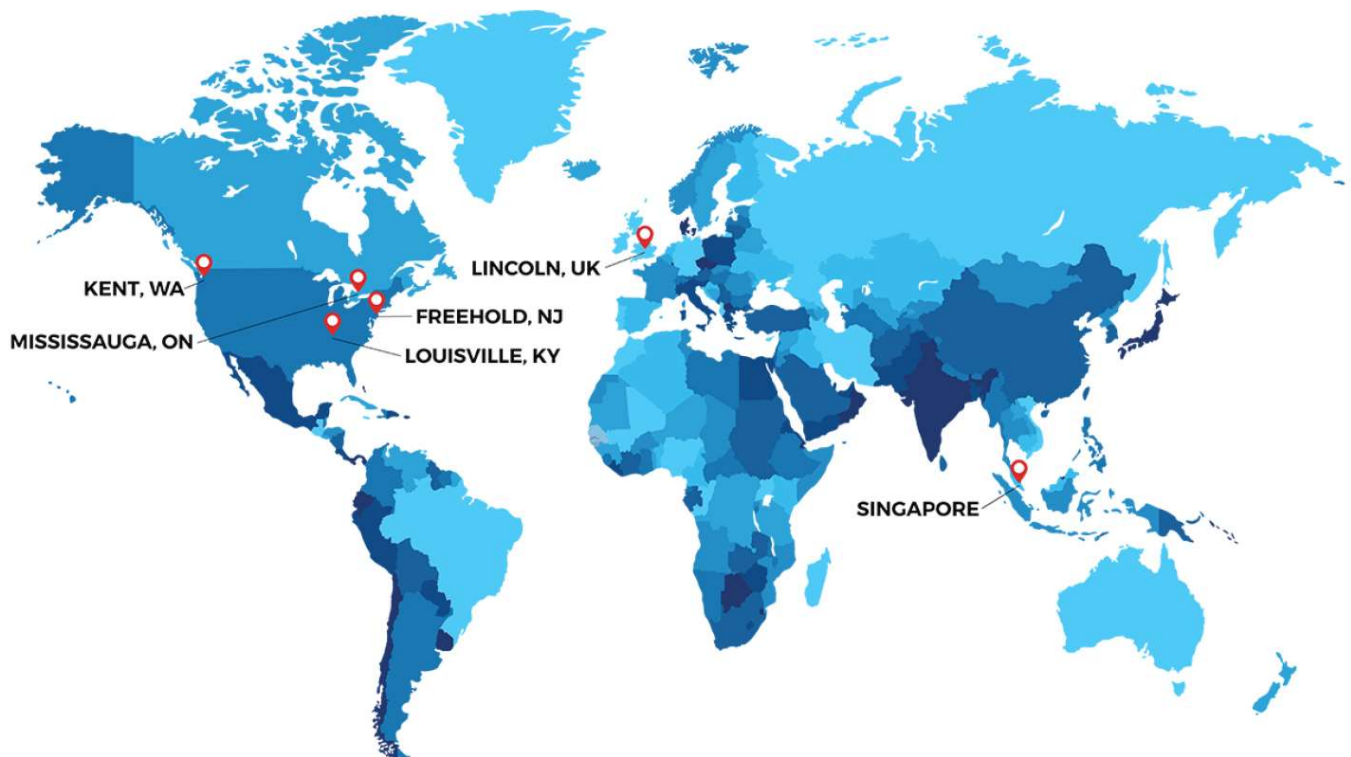 LINCOLN, UK
KENT, WA
FREEHOLD, NJ
MISSISSAUGA, ON
LOUISVILLE, KY
SINGAPORE